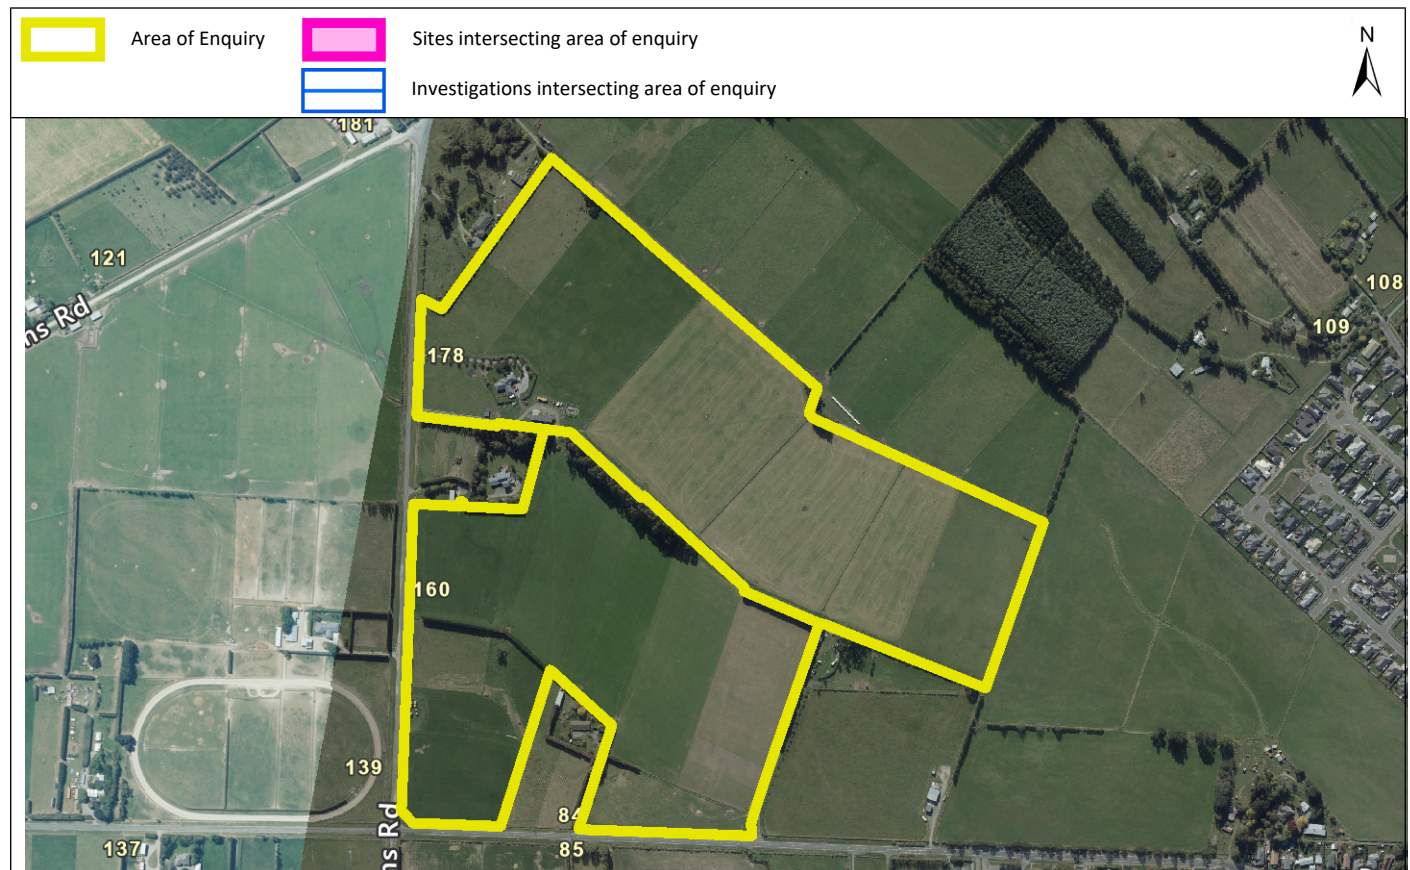 Area of Enquiry
Sites intersecting area of enquiry
N
Investigations intersecting area of enquiry
181
121
108
ns Rd
109
178
160
139
84
ns Rd
137
85